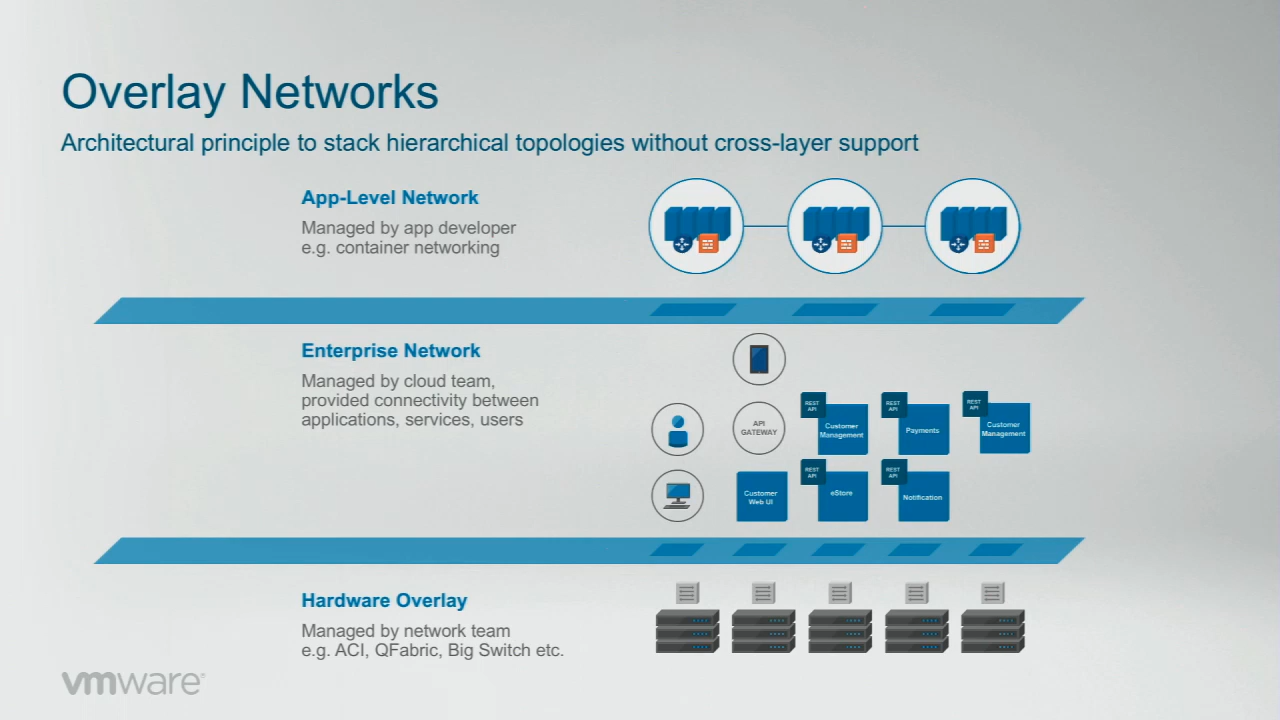 Overlay Networks
Architectural principle to stack hierarchical topologies without cross-layer support
App-Level Network
Managed by app developer
e.g. container networking
Enterprise Network
Managed by cloud team,
provided connectivity between
applications, services, users
API
GATEWAY
REST
API
Customer
Management
REST
API
Payments
REST
API
Customer
Management
Customer
Web UI
REST
API
eStore
REST
API
Notification
Hardware Overlay
Managed by network team
e.g. ACI, QFabric, Big Switch etc.
vmware®